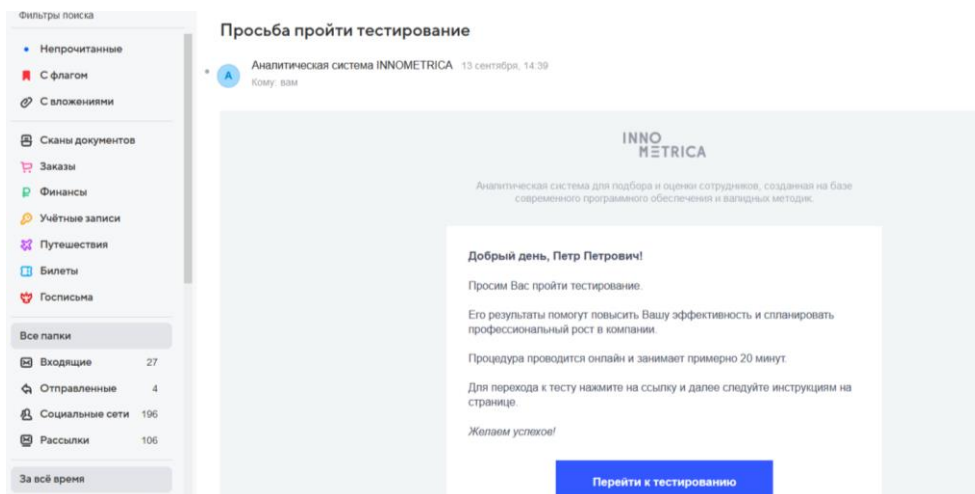 Фильтры поиска
Непрочитанные
С флагом
С вложениями
Сканы документов
Заказы
Финансы
Учётные записи
Путешествия
Билеты
Госписьма
Все папки
Входящие 27
Отправленные 4
Социальные сети 196
Рассылки 106
За всё время
Просьба пройти тестирование
А
Аналитическая система INNOMETRICA 13 сентября, 14:39
Кому: вам
INNO
METRICA
Аналитическая система для подбора и оценки сотрудников, созданная на базе
современного программного обеспечения и валидных методик.
Добрый день, Петр Петрович!
Просим Вас пройти тестирование.
Его результаты помогут повысить Вашу эффективность и спланировать
профессиональный рост в компании.
Процедура проводится онлайн и занимает примерно 20 минут.
Для перехода к тесту нажмите на ссылку и далее следуйте инструкциям на
странице.
Желаем успехов!
Перейти к тестированию